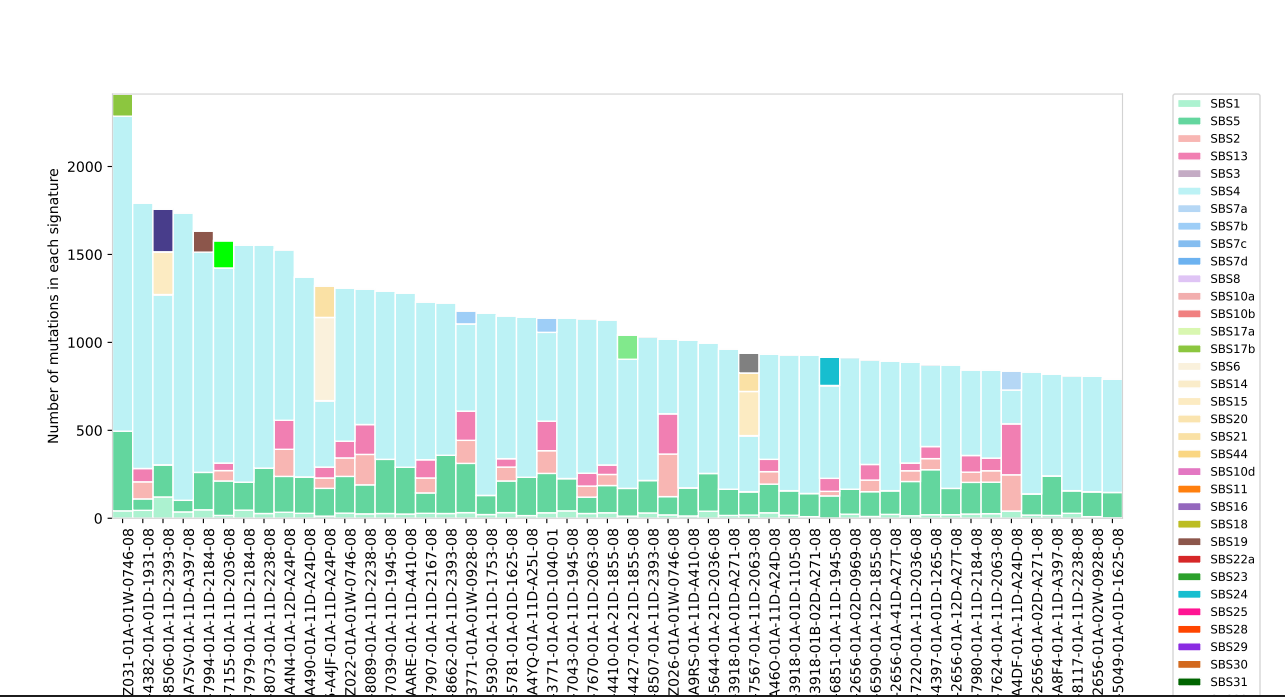 Number of mutations in each signature
2000
1500
1000
500
0
Z031-01A-01W-0746-08
-4382-01A-01D-1931-08
-8506-01A-11D-2393-08
A7SV-01A-11D-A397-08
-7994-01A-11D-2184-08
-7155-01A-11D-2036-08
-7979-01A-11D-2184-08
-8073-01A-11D-2238-08
A4N4-01A-12D-A24P-08
A490-01A-11D-A24D-08
-A4JF-01A-11D-A24P-08
Z022-01A-01W-0746-08
-8089-01A-11D-2238-08
-7039-01A-11D-1945-08
AARE-01A-11D-A410-08
-7907-01A-11D-2167-08
-8662-01A-11D-2393-08
3771-01A-01W-0928-08
-5930-01A-11D-1753-08
-5781-01A-01D-1625-08
A4YQ-01A-11D-A25L-08
-3771-01A-01D-1040-01
-7043-01A-11D-1945-08
-7670-01A-11D-2063-08
-4410-01A-21D-1855-08
-4427-01A-21D-1855-08
-8507-01A-11D-2393-08
Z026-01A-01W-0746-08
A9RS-01A-11D-A410-08
-5644-01A-21D-2036-08
3918-01A-01D-A271-08
-7567-01A-11D-2063-08
A46O-01A-11D-A24D-08
-3918-01A-01D-1105-08
3918-01B-02D-A271-08
-6851-01A-11D-1945-08
-2656-01A-02D-0969-08
-6590-01A-12D-1855-08
-2656-01A-41D-A27T-08
-7220-01A-11D-2036-08
-4397-01A-01D-1265-08
-2656-01A-12D-A27T-08
-7980-01A-11D-2184-08
-7624-01A-11D-2063-08
A4DF-01A-11D-A24D-08
-2656-01A-02D-A271-08
A8F4-01A-11D-A397-08
-8117-01A-11D-2238-08
2656-01A-02W-0928-08
-5049-01A-01D-1625-08
SBS1
SBS5
SBS2
SBS13
SBS3
SBS4
SBS7a
SBS7b
SBS7c
SBS7d
SBS8
SBS10a
SBS10b
SBS17a
SBS17b
SBS6
SBS14
SBS15
SBS20
SBS21
SBS44
SBS10d
SBS11
SBS16
SBS18
SBS19
SBS22a
SBS23
SBS24
SBS25
SBS28
SBS29
SBS30
SBS31